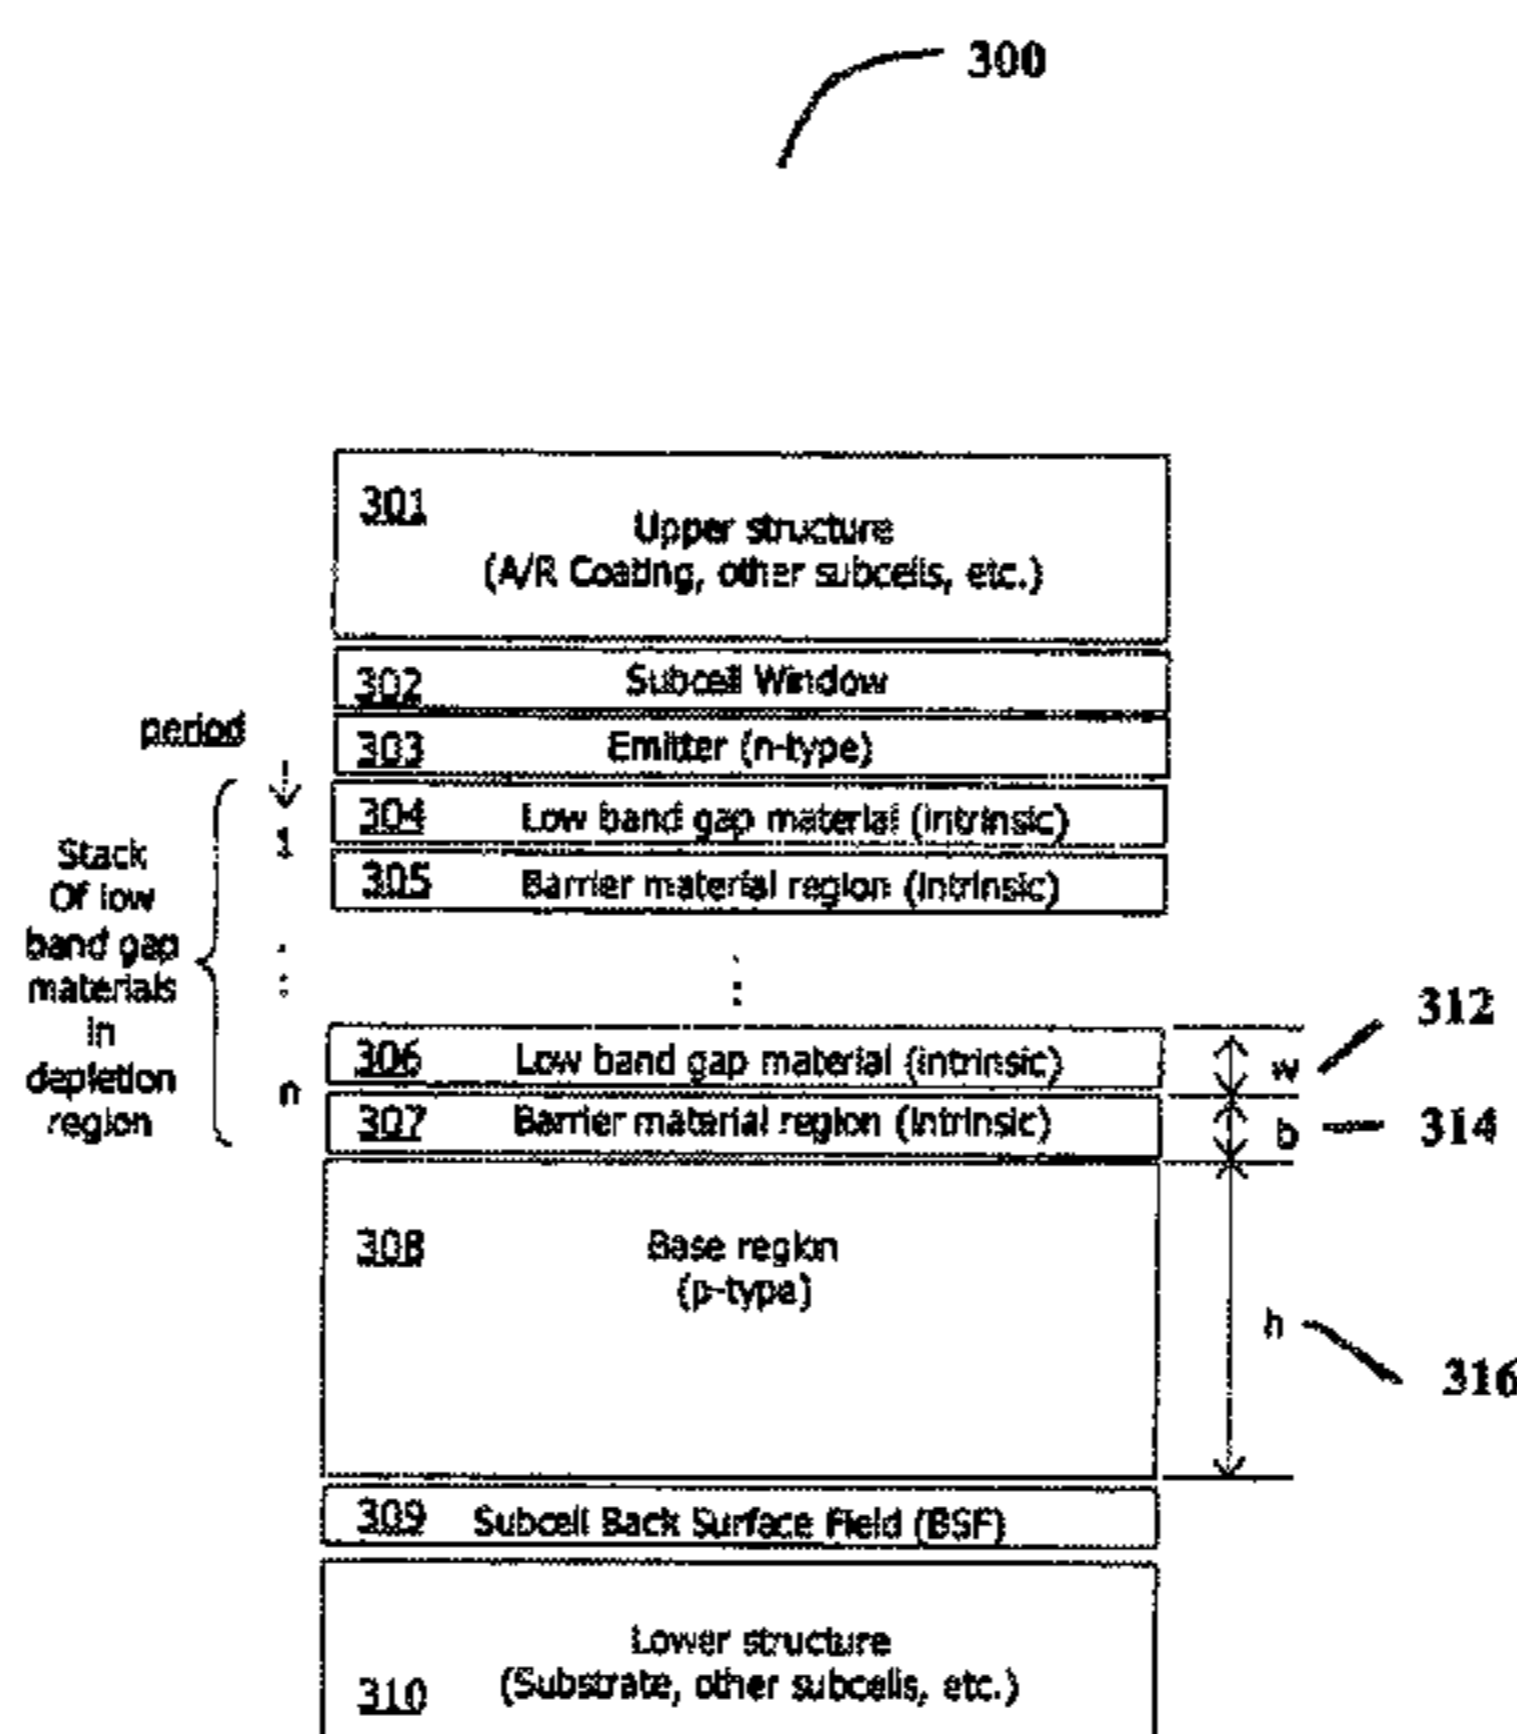 300
301
Upper structure
(A/R Coating, other subcells, etc.)
302 Subcell Window
period
303 Emitter (n-type)
304 Low band gap material (intrinsic)
1
305 Barrier material region (intrinsic)
Stack
Of low
band gap
materials
in
depletion
region
306 Low band gap material (intrinsic)
w
312
n
307 Barrier material region (intrinsic)
b
314
308
Base region
(p-type)
h
316
309 Subcell Back Surface Field (BSF)
Lower structure
(Substrate, other subcells, etc.)
310